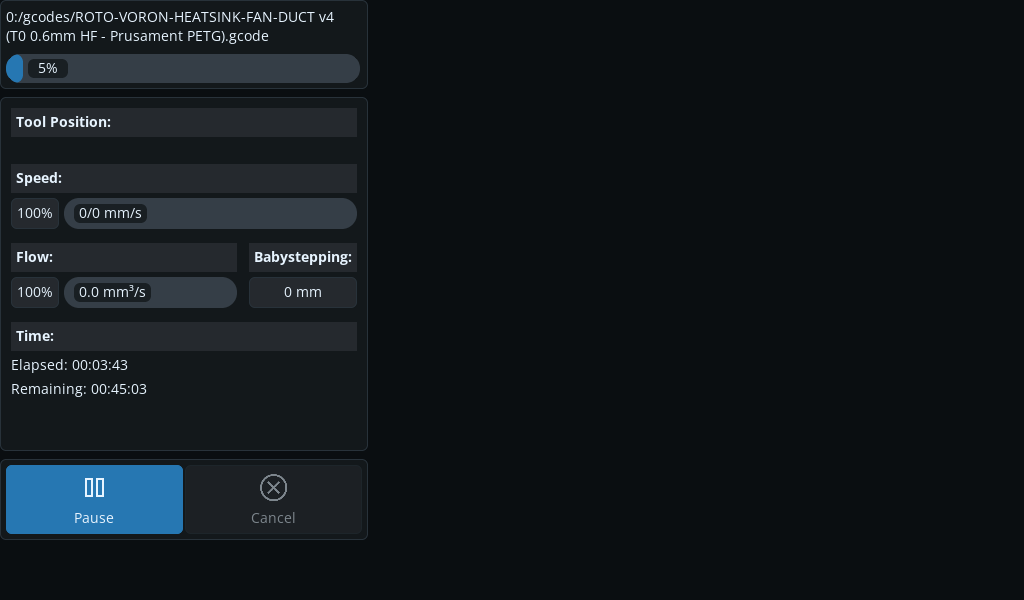 0:/gcodes/ROTO-VORON-HEATSINK-FAN-DUCT v4
(T0 0.6mm HF - Prusament PETG).gcode
5%
Tool Position:
Speed:
100% 0/0 mm/s
Flow: Babystepping:
100% 0.0 mm³/s 0 mm
Time:
Elapsed: 00:03:43
Remaining: 00:45:03
Pause Cancel